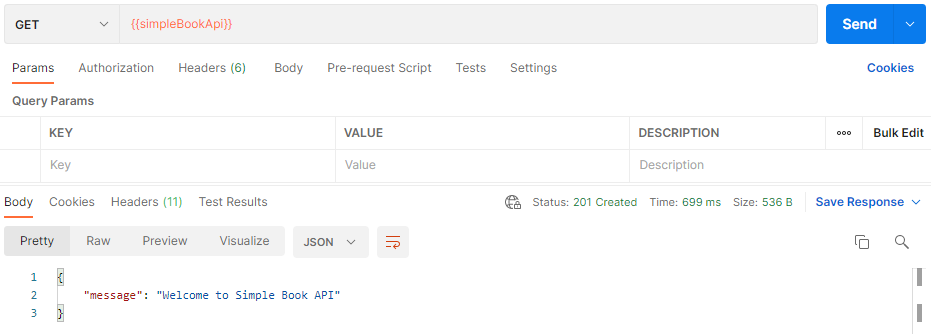 GET {{simpleBookApi}} Send
Params Authorization Headers (6) Body Pre-request Script Tests Settings Cookies
Query Params
KEY VALUE DESCRIPTION ooo Bulk Edit
Key Value Description
Body Cookies Headers (11) Test Results Status: 201 Created Time: 699 ms Size: 536 B Save Response
Pretty Raw Preview Visualize JSON
1 {
2 "message": "Welcome to Simple Book API"
3 }